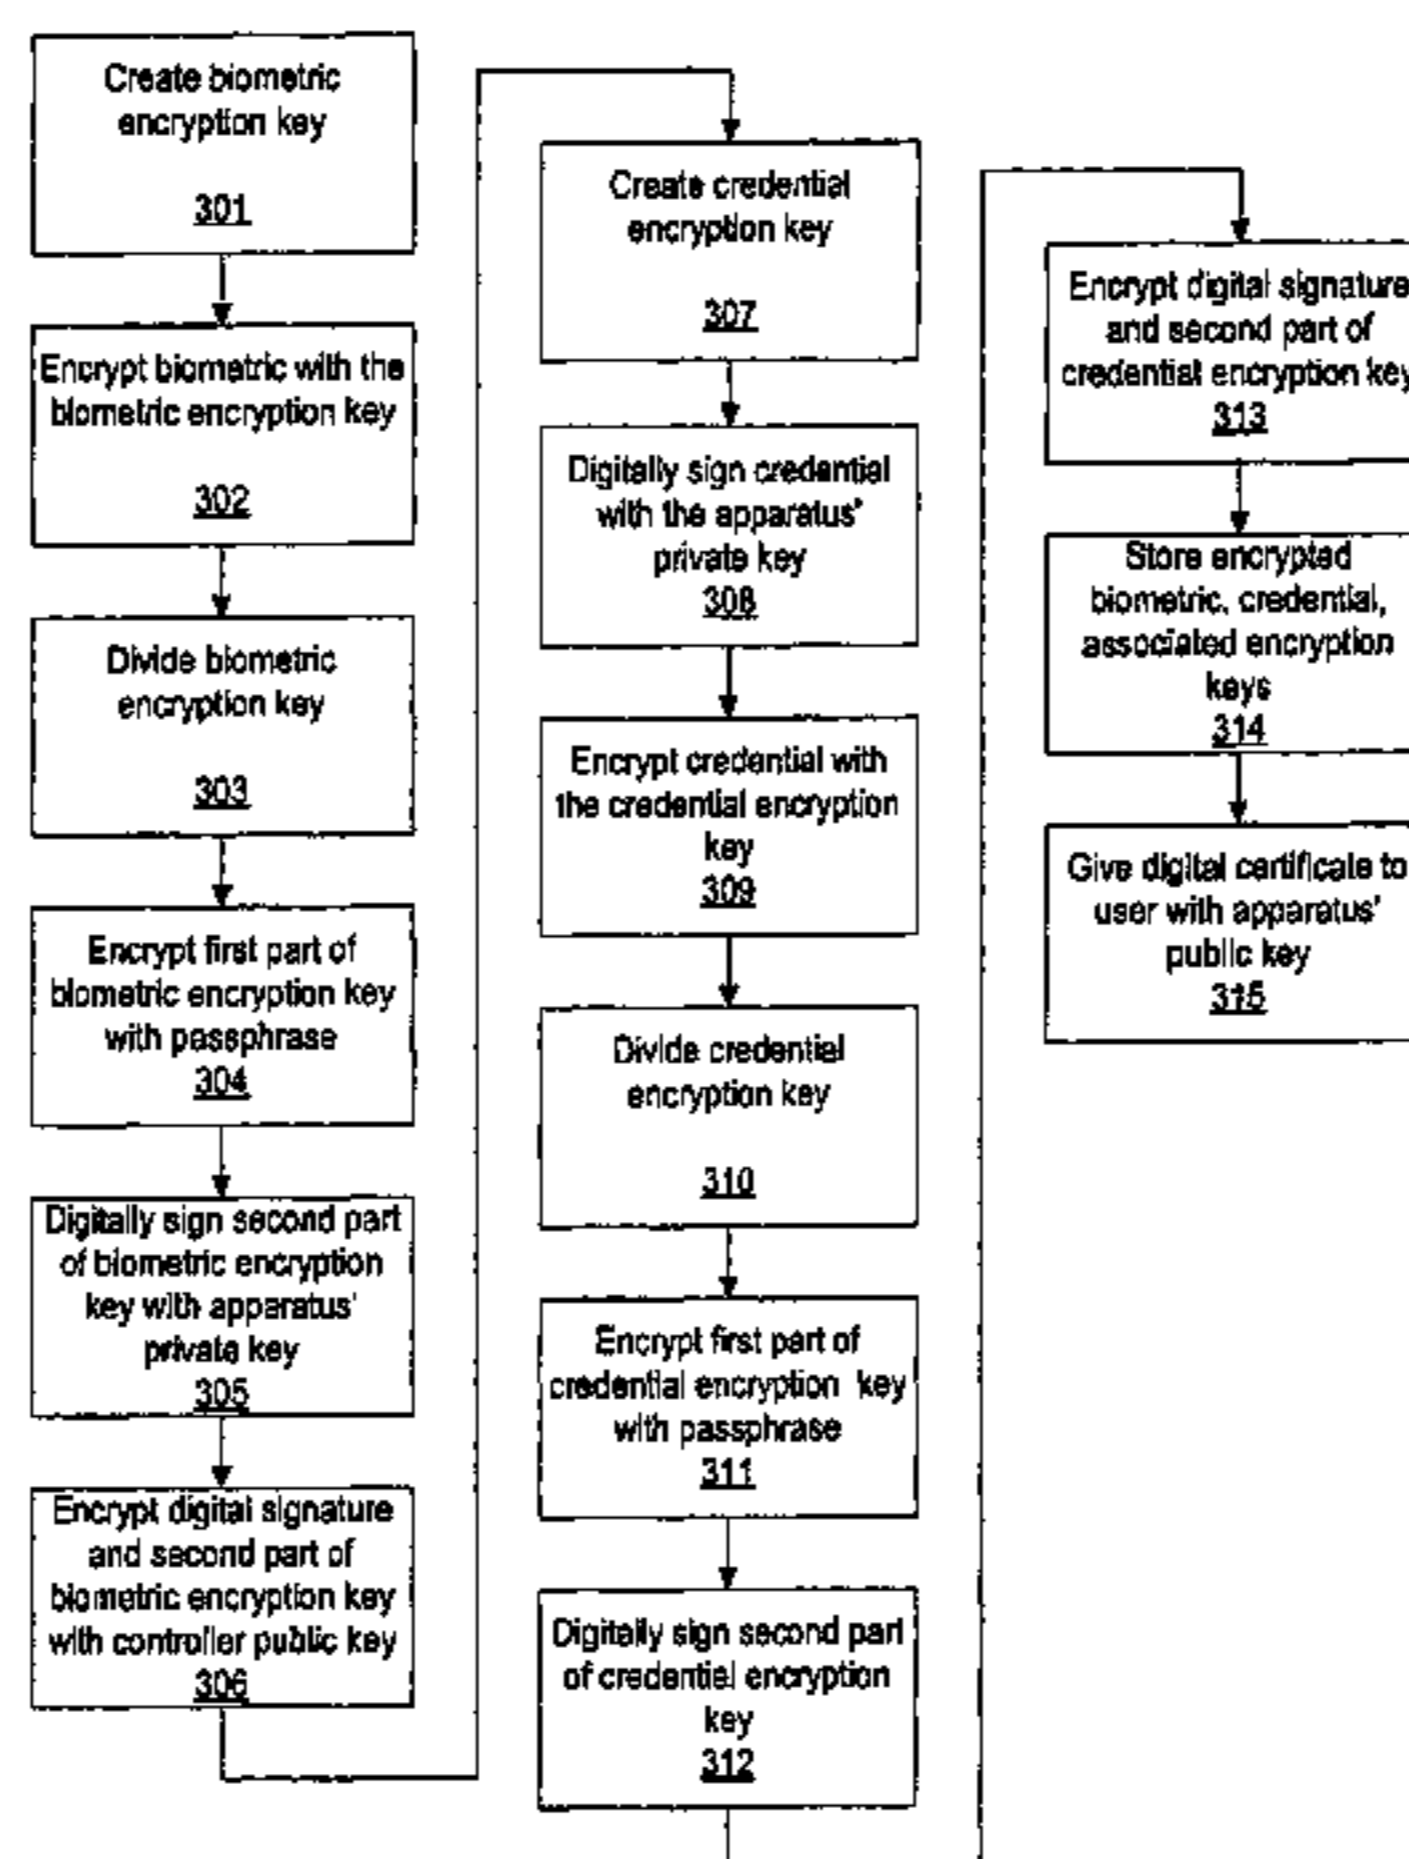 Create biometric
encryption key
301
Encrypt biometric with the
biometric encryption key
302
Divide biometric
encryption key
303
Encrypt first part of
biometric encryption key
with passphrase
304
Digitally sign second part
of biometric encryption
key with apparatus'
private key
305
Encrypt digital signature
and second part of
biometric encryption key
with controller public key
306
Create credential
encryption key
307
Digitally sign credential
with the apparatus'
private key
308
Encrypt credential with
the credential encryption
key
309
Divide credential
encryption key
310
Encrypt first part of
credential encryption key
with passphrase
311
Digitally sign second part
of credential encryption
key
312
Encrypt digital signature
and second part of
credential encryption key
313
Store encrypted
biometric, credential,
associated encryption
keys
314
Give digital certificate to
user with apparatus'
public key
315